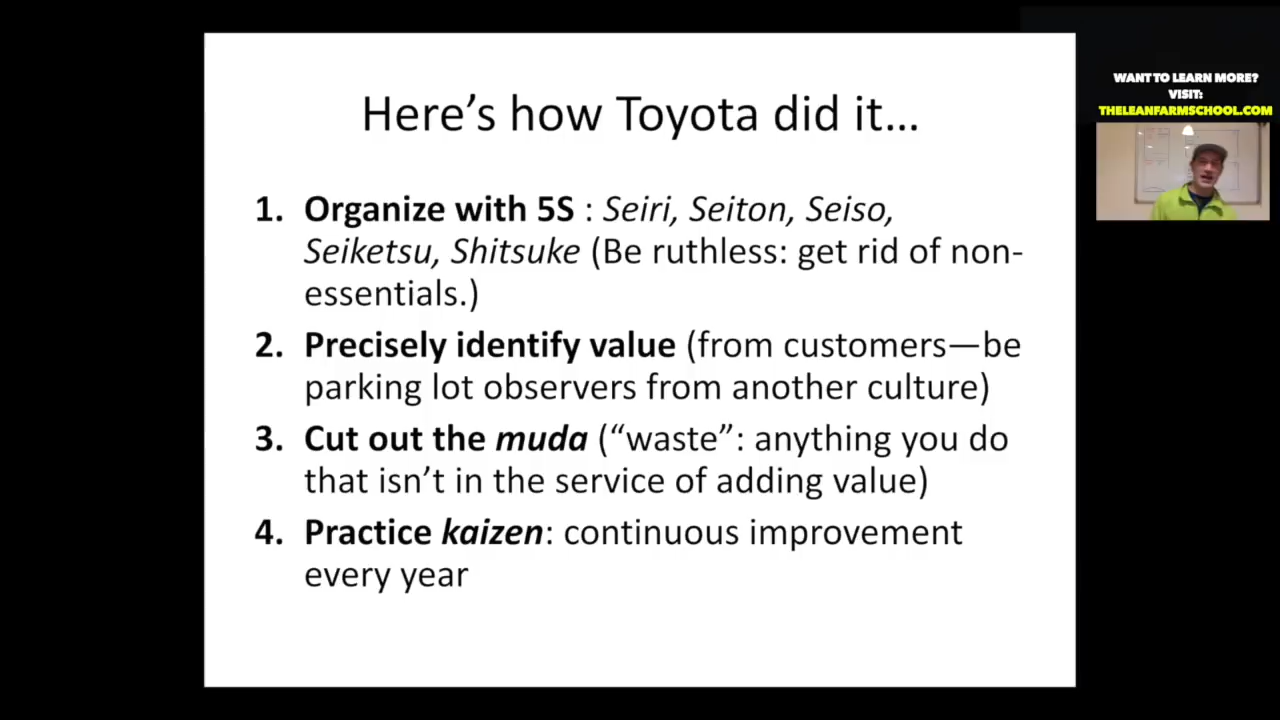 Here's how Toyota did it…
1. Organize with 5S : Seiri, Seiton, Seiso,
Seiketsu, Shitsuke (Be ruthless: get rid of non-
essentials.)
2. Precisely identify value (from customers—be
parking lot observers from another culture)
3. Cut out the muda (“waste”: anything you do
that isn’t in the service of adding value)
4. Practice kaizen: continuous improvement
every year
WANT TO LEARN MORE?
VISIT:
THELEANFARMSCHOOL.COM